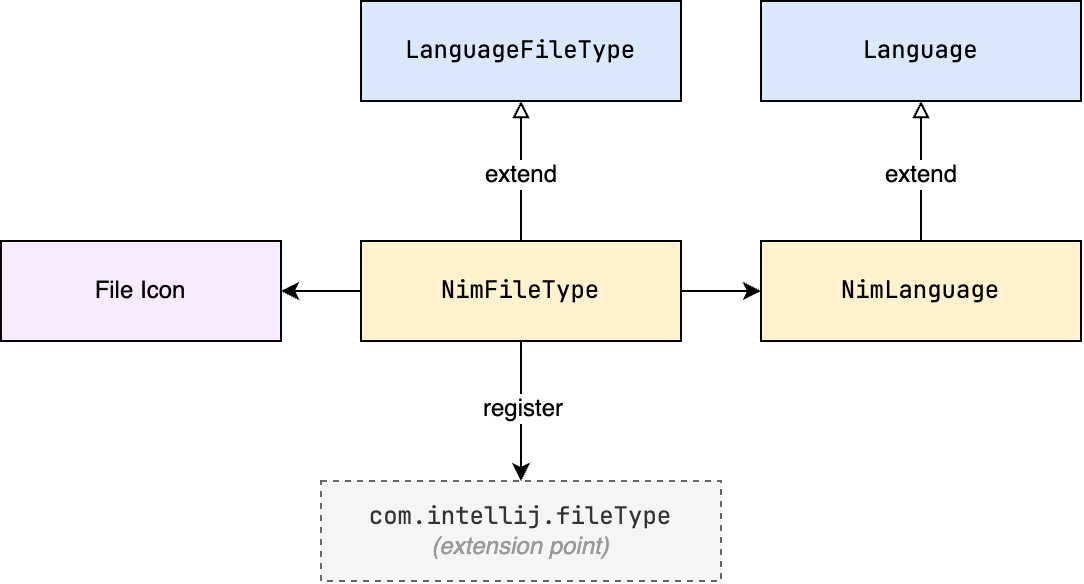 LanguageFileType
Language
extend
extend
File Icon
NimFileType
NimLanguage
register
com.intellij.fileType
(extension point)